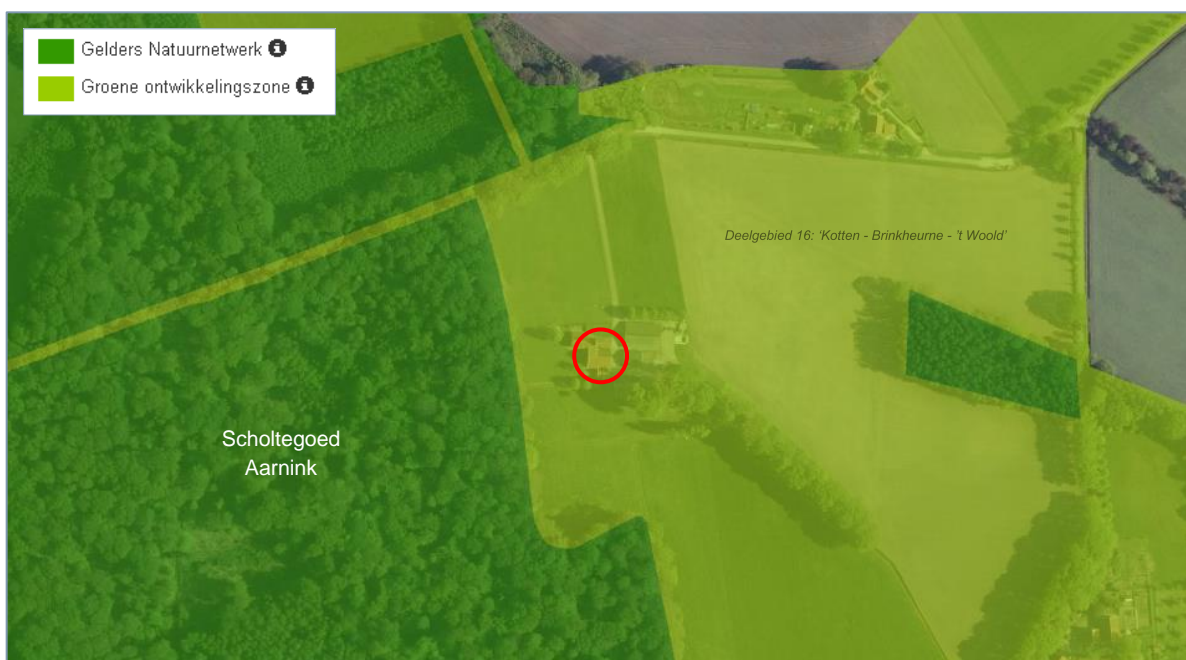 Gelders Natuurnetwerk
Groene ontwikkelingszone
Deelgebied 16: ‘Kotten - Brinkheurne - ’t Woold’
Scholtegoed
Aarnink